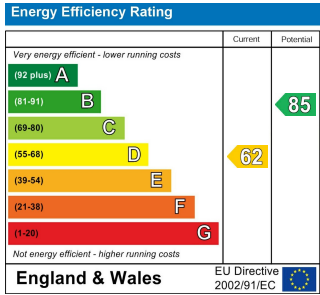 Energy Efficiency Rating
Current Potential
Very energy efficient - lower running costs
(92 plus) A
(81-91) B
85
(69-80) C
(55-68) D
62
(39-54) E
(21-38) F
(1-20) G
Not energy efficient - higher running costs
England & Wales
EU Directive
2002/91/EC